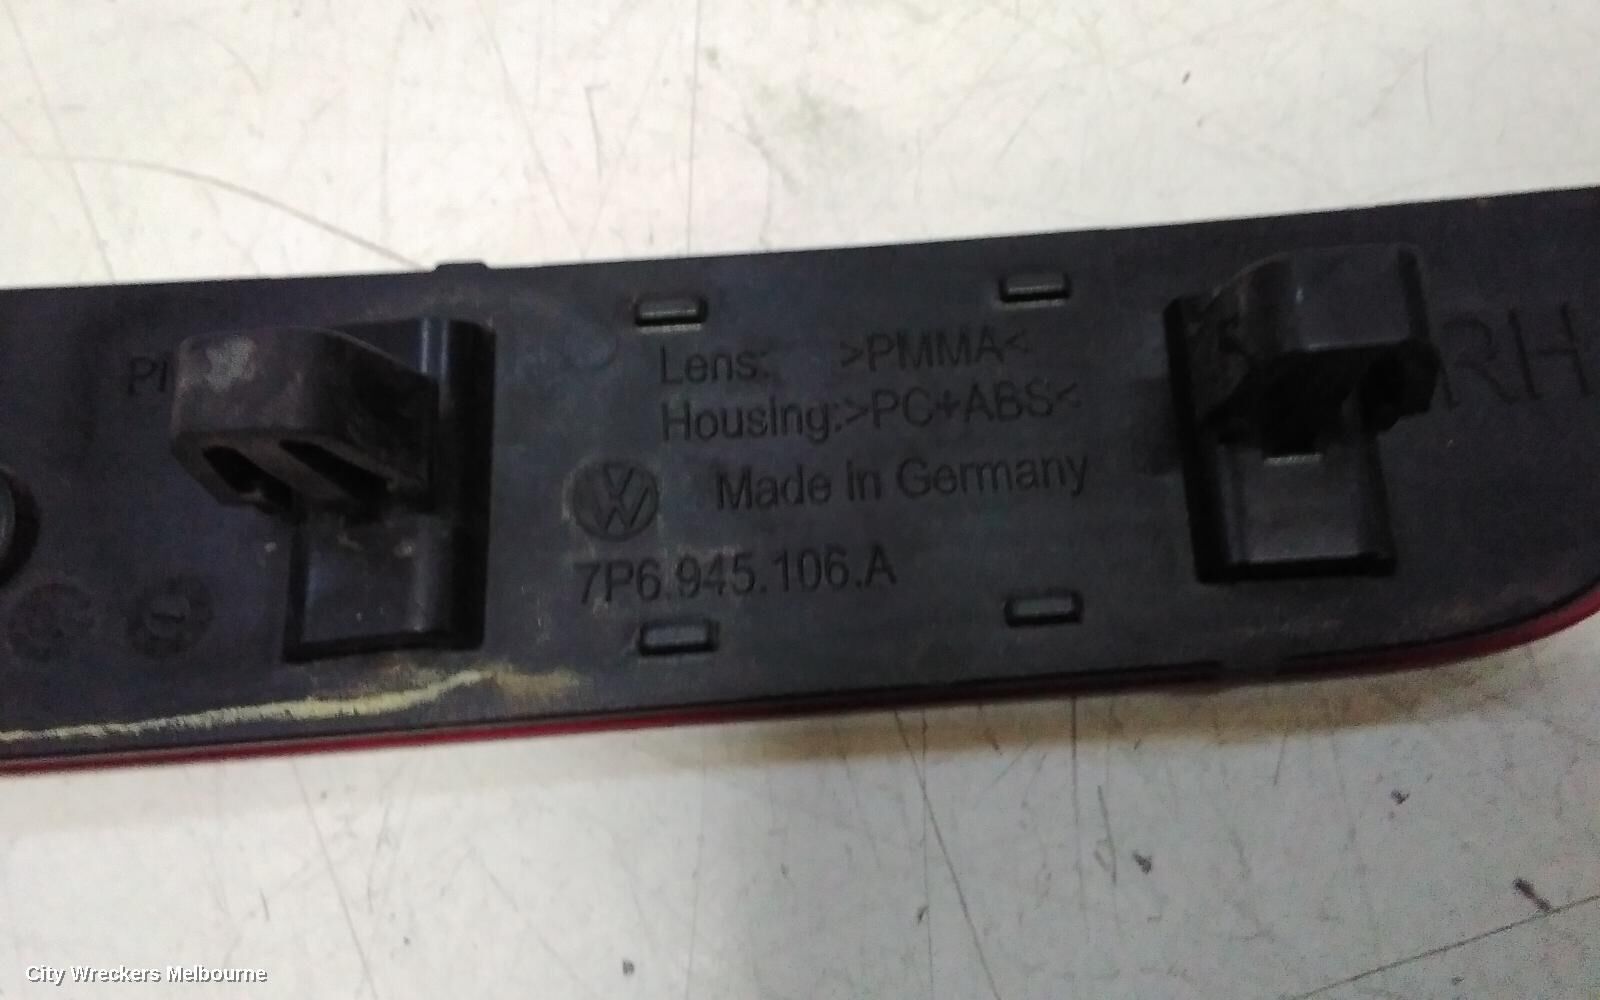 Lens: >PMMA<
Housing:>PC+ABS<
RH
Made in Germany
7P6.945.106.A
City Wreckers Melbourne